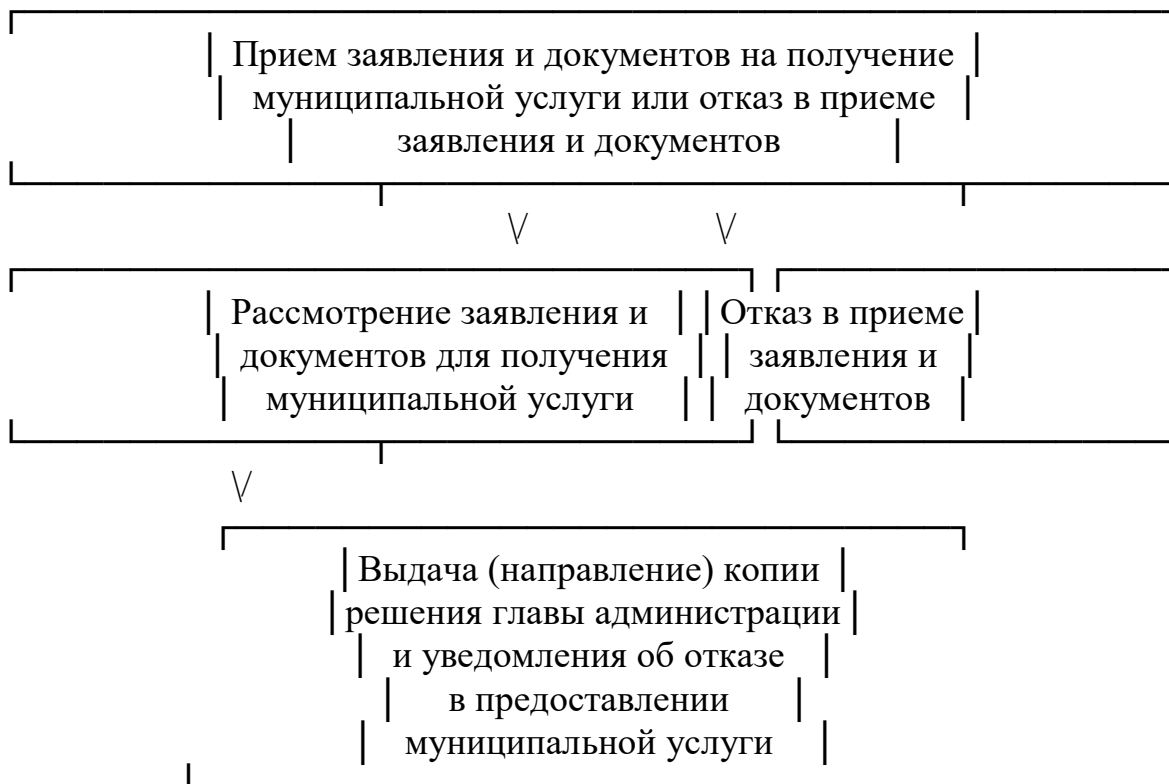 Прием заявления и документов на получение
муниципальной услуги или отказ в приеме
заявления и документов
Рассмотрение заявления и
документов для получения
муниципальной услуги
Отказ в приеме
заявления и
документов
Выдача (направление) копии
решения главы администрации
и уведомления об отказе
в предоставлении
муниципальной услуги